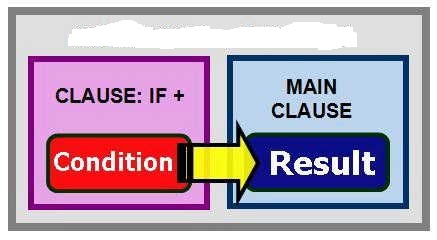 CLAUSE: IF +
Condition
MAIN
CLAUSE
Result